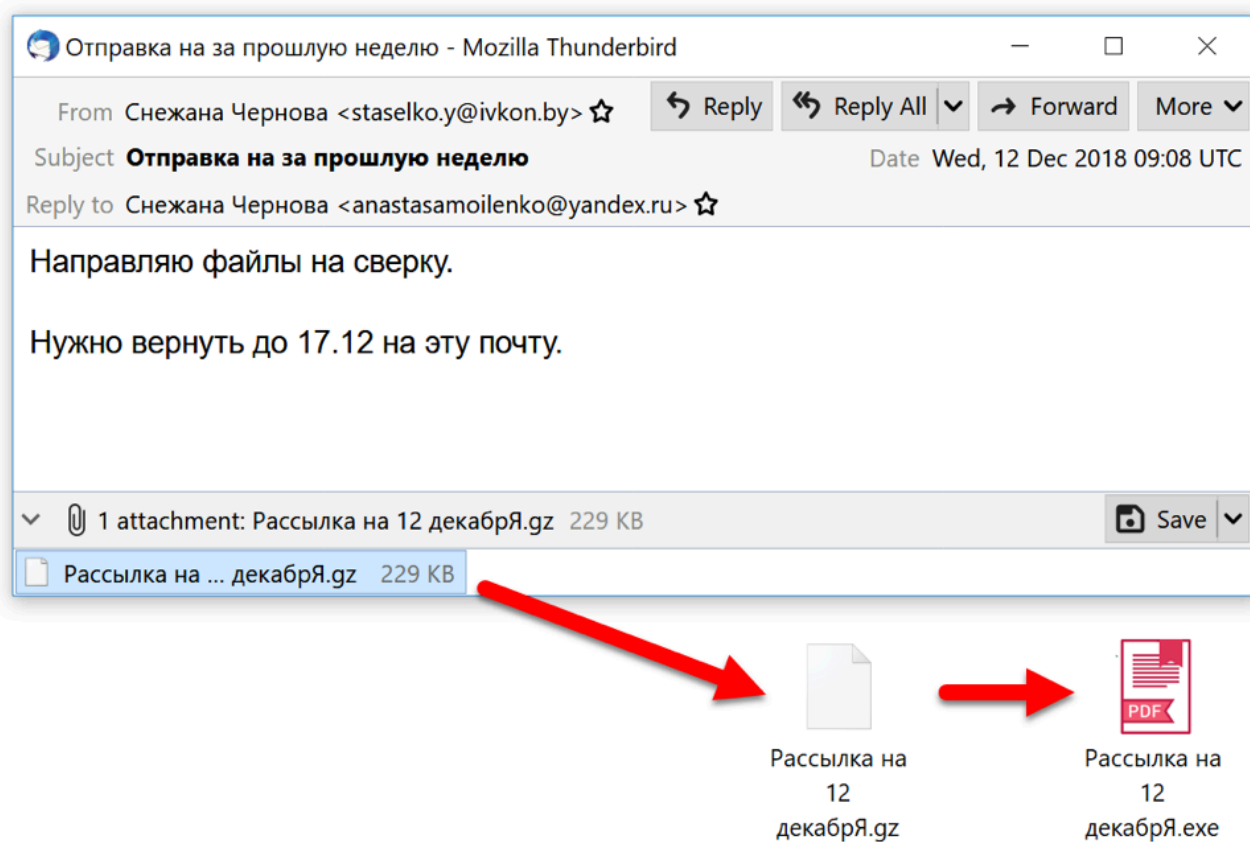 Отправка на за прошлую неделю - Mozilla Thunderbird
From Снежана Чернова <staselko.y@ivkon.by> Reply Reply All Forward More
Subject Отправка на за прошлую неделю Date Wed, 12 Dec 2018 09:08 UTC
Reply to Снежана Чернова <anastasamoilenko@yandex.ru>
Направляю файлы на сверку.
Нужно вернуть до 17.12 на эту почту.
1 attachment: Рассылка на 12 декабрЯ.gz 229 KB Save
Рассылка на ... декабрЯ.gz 229 KB
PDF
Рассылка на
12
декабрЯ.gz
Рассылка на
12
декабрЯ.exe